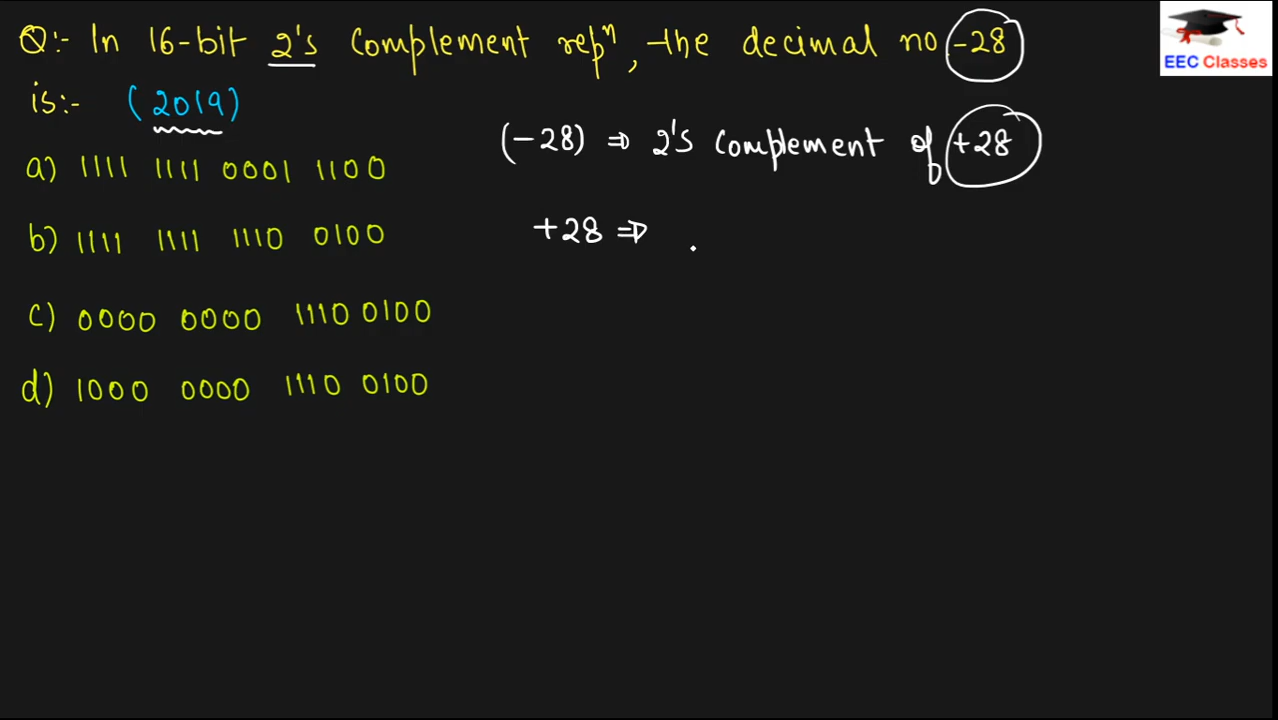 Q:- In 16-bit 2's complement repⁿ, the decimal no -28
is:- (2019)
(-28) ⇒ 2's complement of +28
a) 1111 1111 0001 1100
+28 ⇒
b) 1111 1111 1110 0100
c) 0000 0000 1110 0100
d) 1000 0000 1110 0100
EEC Classes